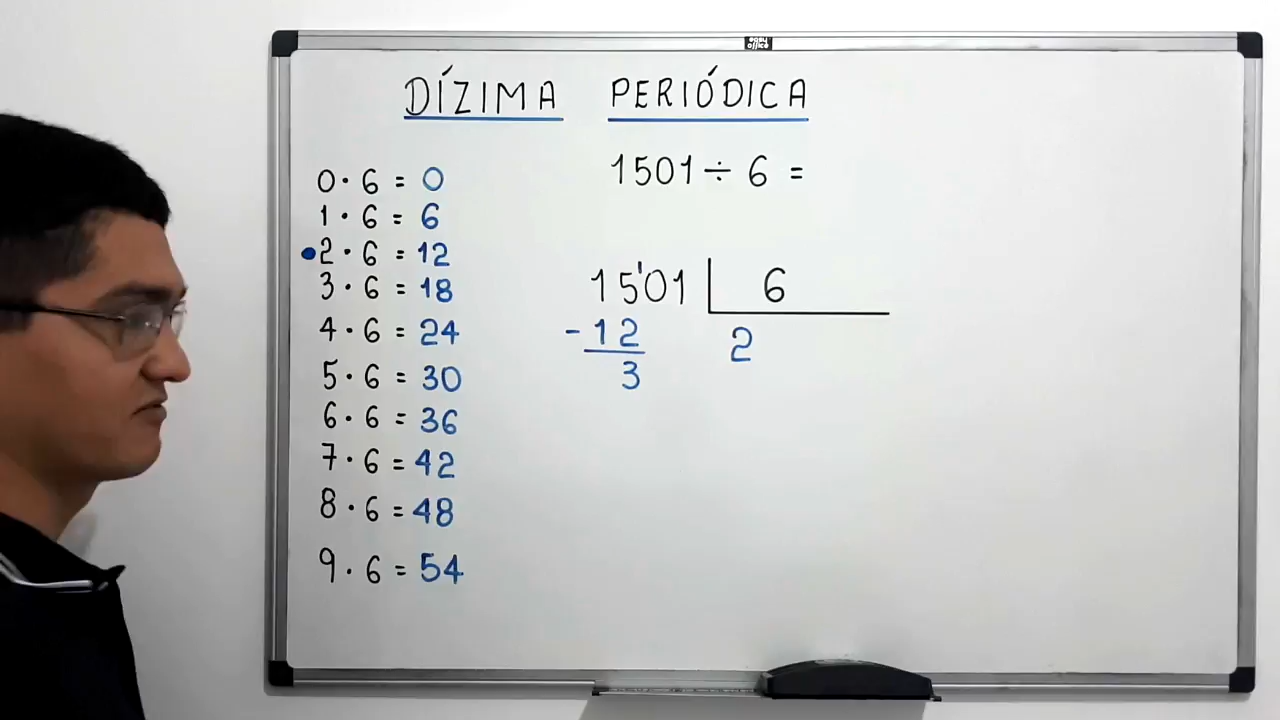 easy
office
DÍZIMA PERIÓDICA
1501 ÷ 6 =
0 · 6 = 0
1 · 6 = 6
2 · 6 = 12
3 · 6 = 18
4 · 6 = 24
5 · 6 = 30
6 · 6 = 36
7 · 6 = 42
8 · 6 = 48
9 · 6 = 54
15'01 6
-12 2
3